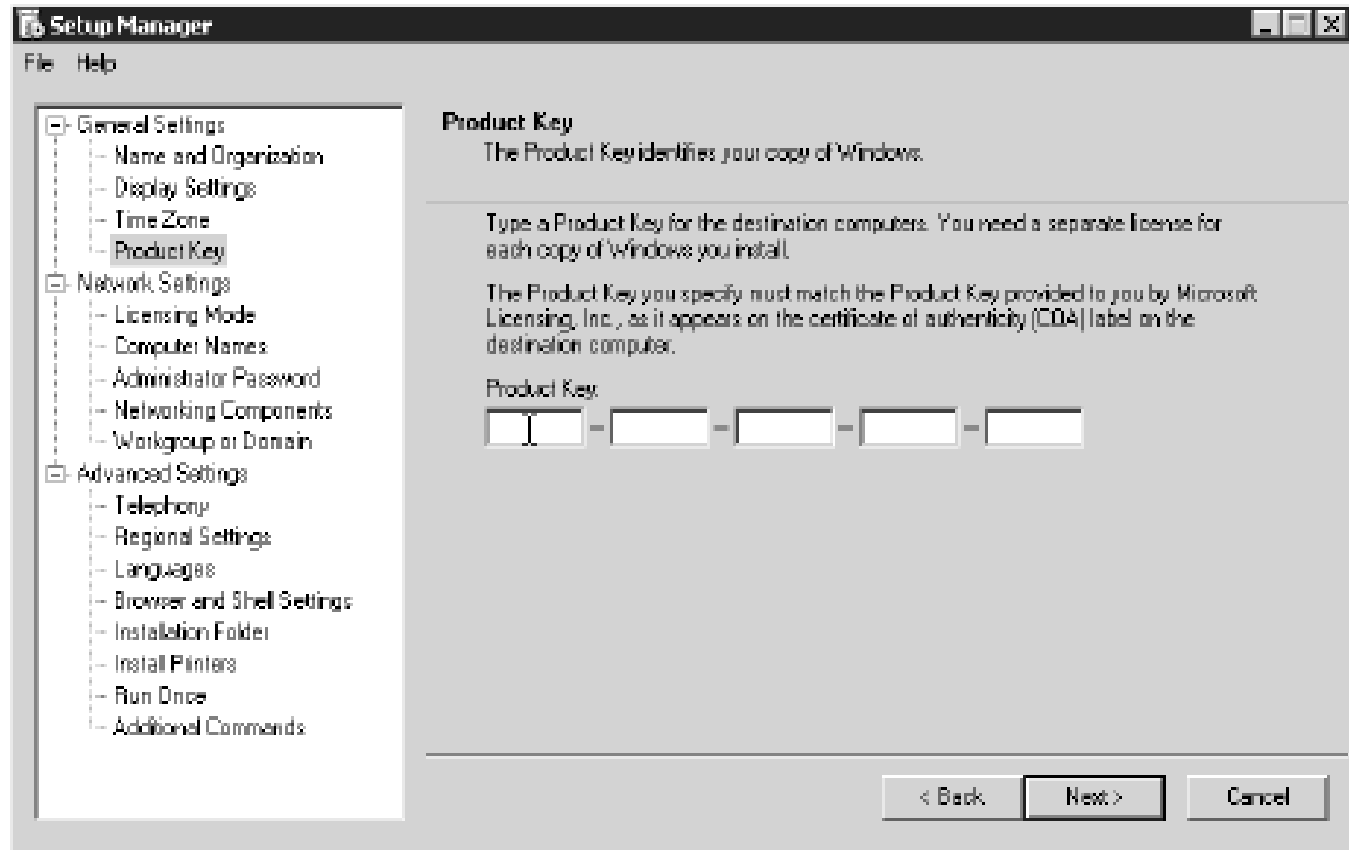 Setup Manager
File Help
General Settings
Name and Organization
Display Settings
Time Zone
Product Key
Network Settings
Licensing Mode
Computer Names
Administrator Password
Networking Components
Workgroup or Domain
Advanced Settings
Telephony
Regional Settings
Languages
Browser and Shell Settings
Installation Folder
Install Printers
Run Once
Additional Commands
Product Key
The Product Key identifies your copy of Windows.
Type a Product Key for the destination computers. You need a separate license for
each copy of Windows you install.
The Product Key you specify must match the Product Key provided to you by Microsoft
Licensing, Inc., as it appears on the certificate of authenticity (COA) label on the
destination computer.
Product Key:
- - - -
< Back Next > Cancel